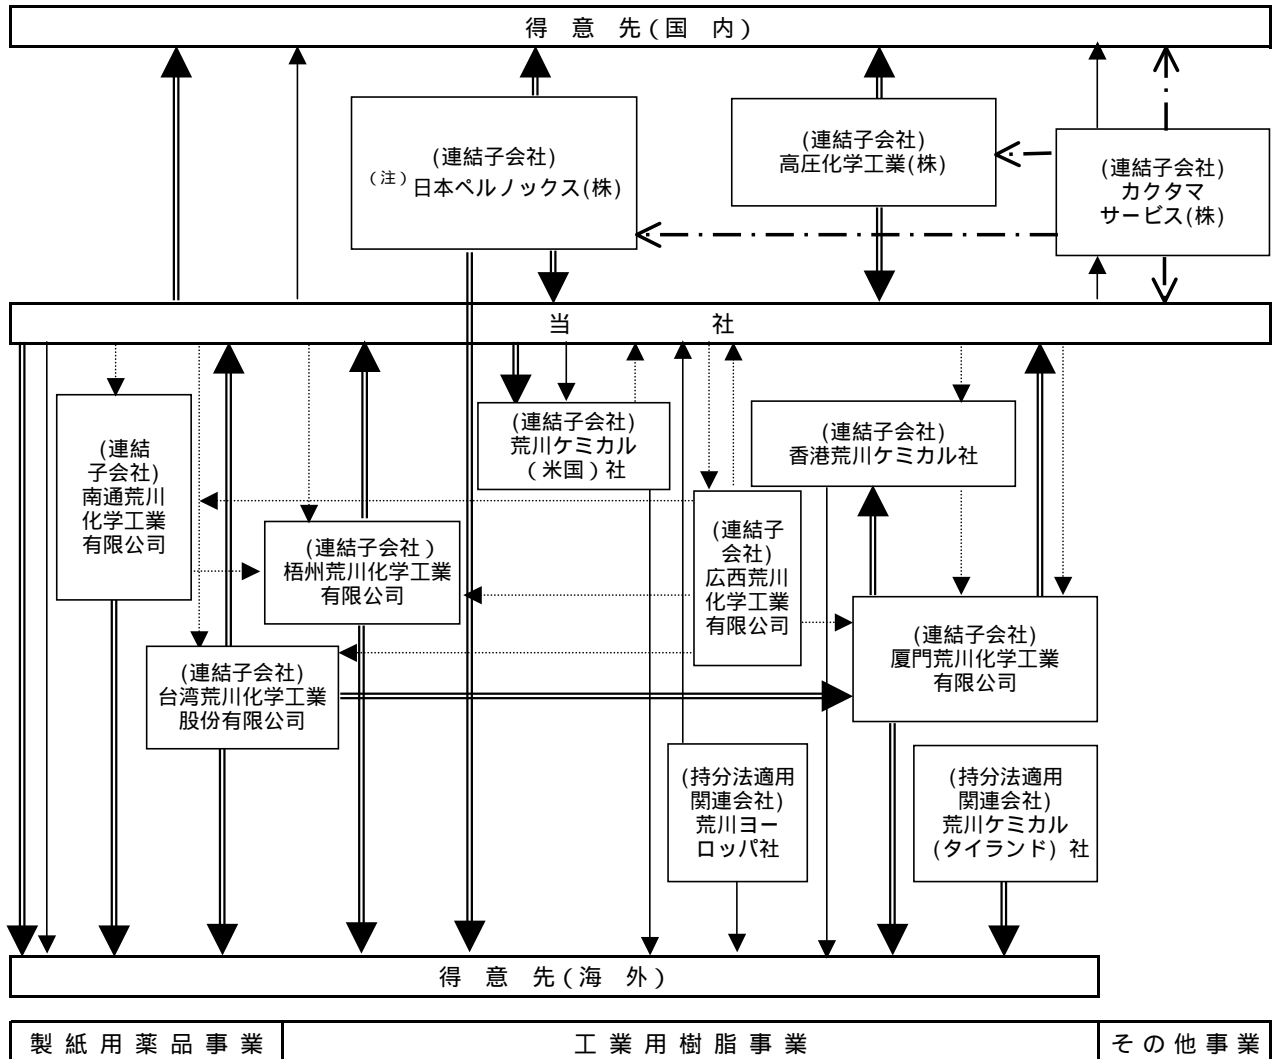 得 意 先(国 内)
(連結子会社)
(注)日本ペルノックス(株)
(連結子会社)
高圧化学工業(株)
(連結子会社)
カクタマ
サービス(株)
当 社
(連結
子会社)
南通荒川
化学工業
有限公司
(連結子会社)
梧州荒川化学工業
有限公司
(連結子会社)
台湾荒川化学工業
股份有限公司
(連結子会社)
荒川ケミカル
(米国)社
(連結子
会社)
広西荒川
化学工業
有限公司
(連結子会社)
香港荒川ケミカル社
(連結子会社)
厦門荒川化学工業
有限公司
(持分法適用
関連会社)
荒川ヨー
ロッパ社
(持分法適用
関連会社)
荒川ケミカル
(タイランド) 社
得 意 先(海 外)
製紙用薬品事業 工業用樹脂事業 その他事業